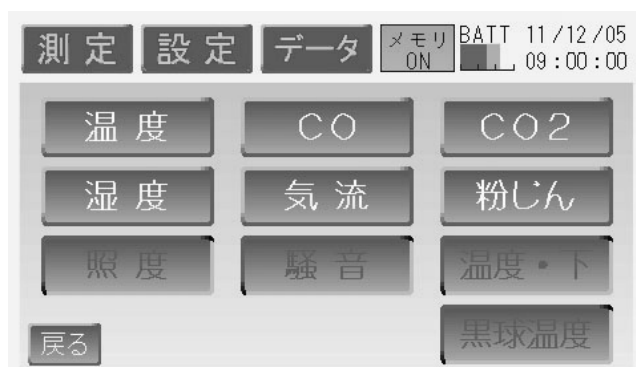 測定 設定 データ メモリ ON BATT 11/12/05 09:00:00
温度 CO CO2
湿度 気流 粉じん
照度 騒音 温度・下
戻る 黒球温度